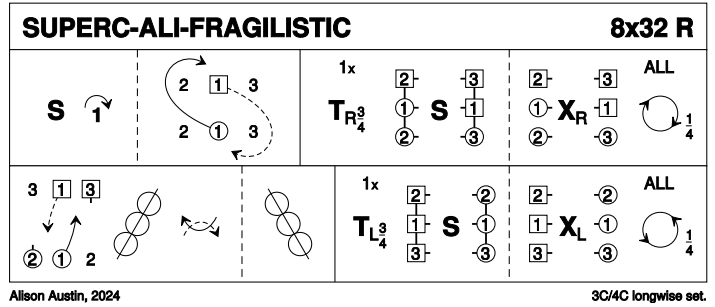 SUPERC-ALI-FRAGILISTIC 8x32 R
S 1
2 1 3
2 1 3
1x
T R 3/4 S
2 3
1 1
2 3
ALL
X R 1/4
2 3
1 1
2 3
3 1 3
2 1 2
1x
T L 3/4 S
2 2
1 1
3 3
ALL
X L 1/4
2 2
1 1
3 3
Alison Austin, 2024 3C/4C longwise set.